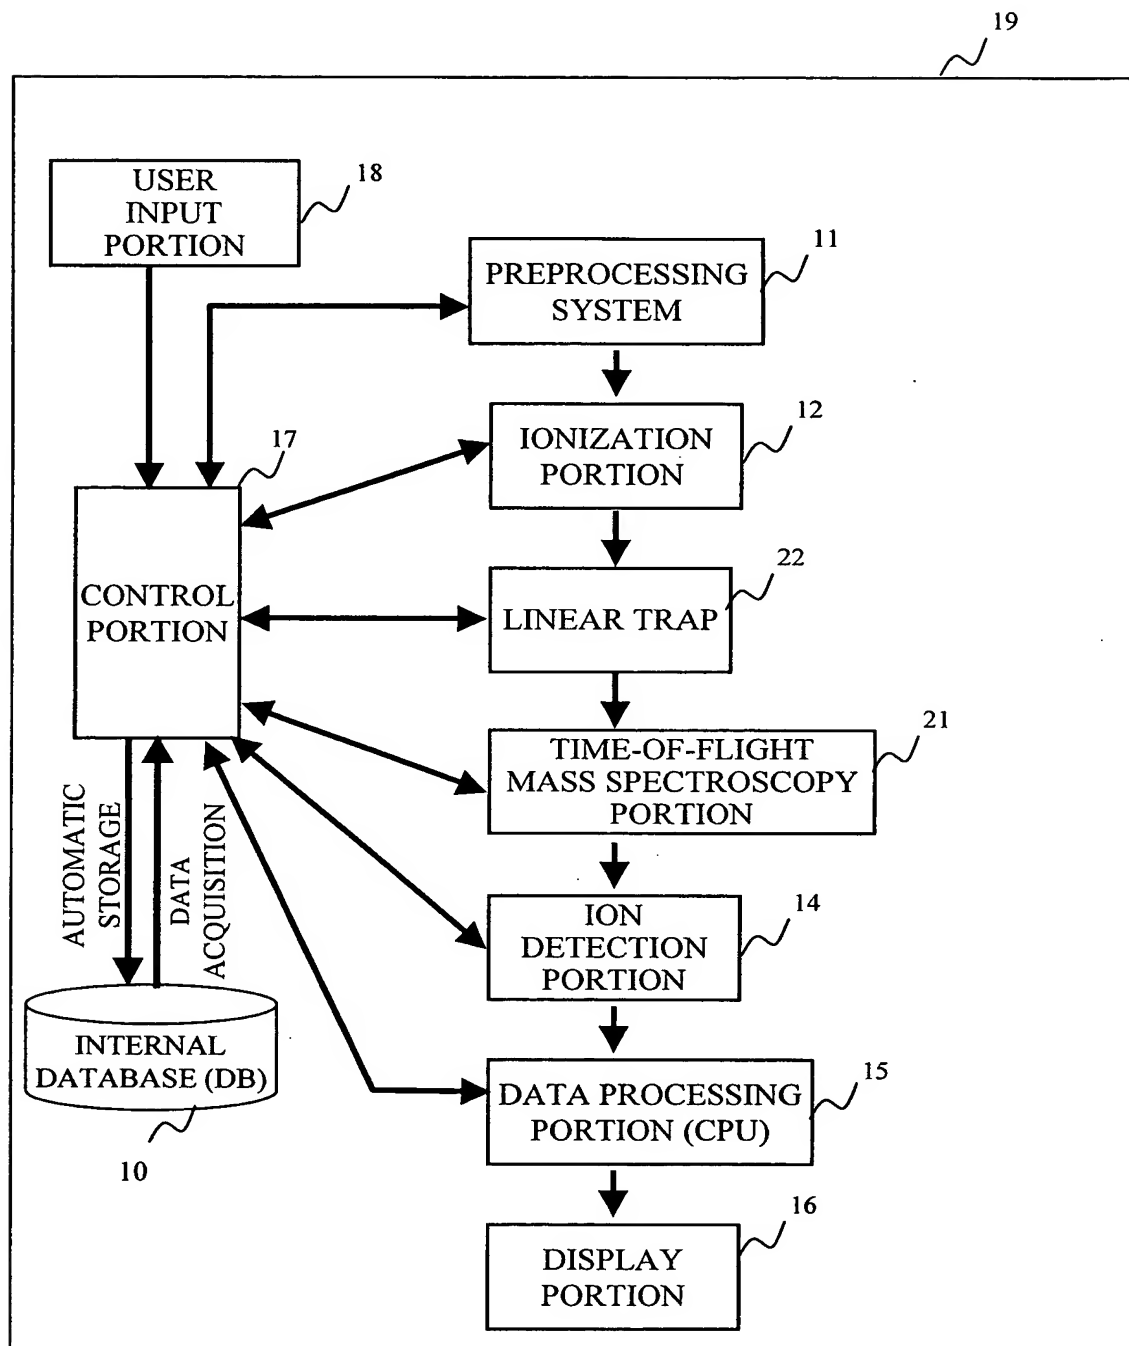 19
USER
INPUT
PORTION
18
PREPROCESSING
SYSTEM
11
IONIZATION
PORTION
12
17
CONTROL
PORTION
LINEAR TRAP
22
TIME-OF-FLIGHT
MASS SPECTROSCOPY
PORTION
21
AUTOMATIC
STORAGE
DATA
ACQUISITION
ION
DETECTION
PORTION
14
INTERNAL
DATABASE (DB)
10
DATA PROCESSING
PORTION (CPU)
15
DISPLAY
PORTION
16